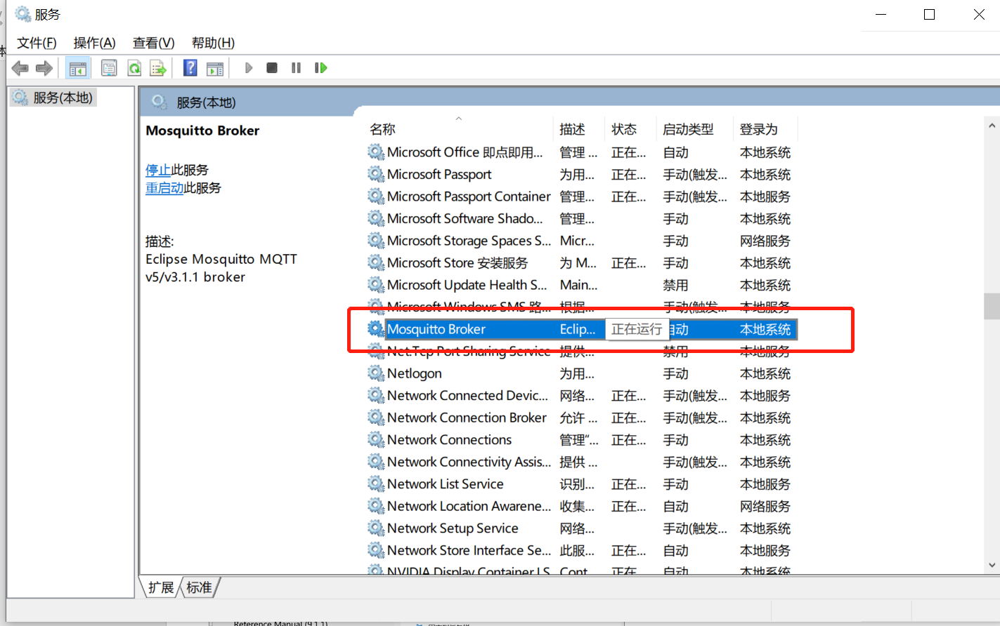 服务
文件(F) 操作(A) 查看(V) 帮助(H)
服务(本地)
服务(本地)
Mosquitto Broker
停止此服务
重启动此服务
描述:
Eclipse Mosquitto MQTT
v5/v3.1.1 broker
名称 描述 状态 启动类型 登录为
Microsoft Office 即点即用... 管理 ... 正在... 自动 本地系统
Microsoft Passport 为用... 正在... 手动(触发... 本地系统
Microsoft Passport Container 管理... 正在... 手动(触发... 本地服务
Microsoft Software Shado... 管理... 手动 本地系统
Microsoft Storage Spaces S... Micr... 手动 网络服务
Microsoft Store 安装服务 为 M... 正在... 手动 本地系统
Microsoft Update Health S... Main... 禁用 本地系统
Microsoft Windows SMS 路... 根据... 手动(触发... 本地服务
Mosquitto Broker Eclip... 正在运行 自动 本地系统
Net.Tcp Port Sharing Service 提供... 禁用 本地服务
Netlogon 为用... 手动 本地系统
Network Connected Devic... 网络... 正在... 手动(触发... 本地服务
Network Connection Broker 允许 ... 正在... 手动(触发... 本地系统
Network Connections 管理“... 正在... 手动 本地系统
Network Connectivity Assis... 提供 ... 手动(触发... 本地系统
Network List Service 识别... 正在... 手动 本地服务
Network Location Awarene... 收集... 正在... 自动 网络服务
Network Setup Service 网络... 手动(触发... 本地系统
Network Store Interface Se... 此服... 正在... 自动 本地服务
NVIDIA Display Container LS Cont 正在 自动 本地系统
扩展 标准
Reference Manual (9.1.1)